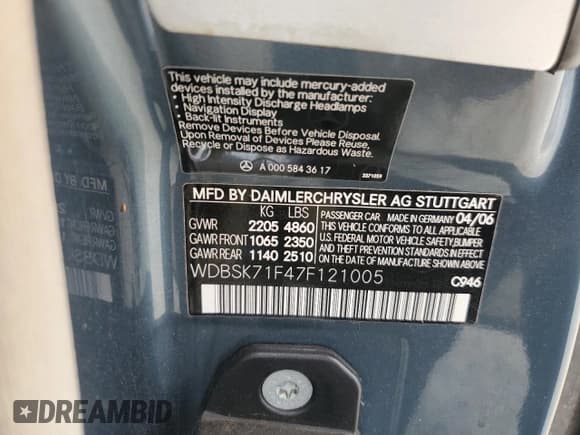 This vehicle may include mercury-added
devices installed by the manufacturer:
• High Intensity Discharge Headlamps
• Navigation Display
• Back-lit Instruments
Remove Devices Before Vehicle Disposal.
Upon Removal of Devices Please Reuse,
Recycle or Dispose as Hazardous Waste.
A 000 584 36 17
MFD BY DAIMLERCHRYSLER AG STUTTGART
KG LBS
GVWR 2205 4860
GAWR FRONT 1065 2350
GAWR REAR 1140 2510
PASSENGER CAR MADE IN GERMANY 04/06
THIS VEHICLE CONFORMS TO ALL APPLICABLE
U.S. FEDERAL MOTOR VEHICLE SAFETY,BUMPER
AND THEFT PREVENTION STANDARDS IN EFFECT
ON THE DATE OF MANUFACTURE SHOWN ABOVE.
WDBSK71F47F121005
C946
DREAMBID